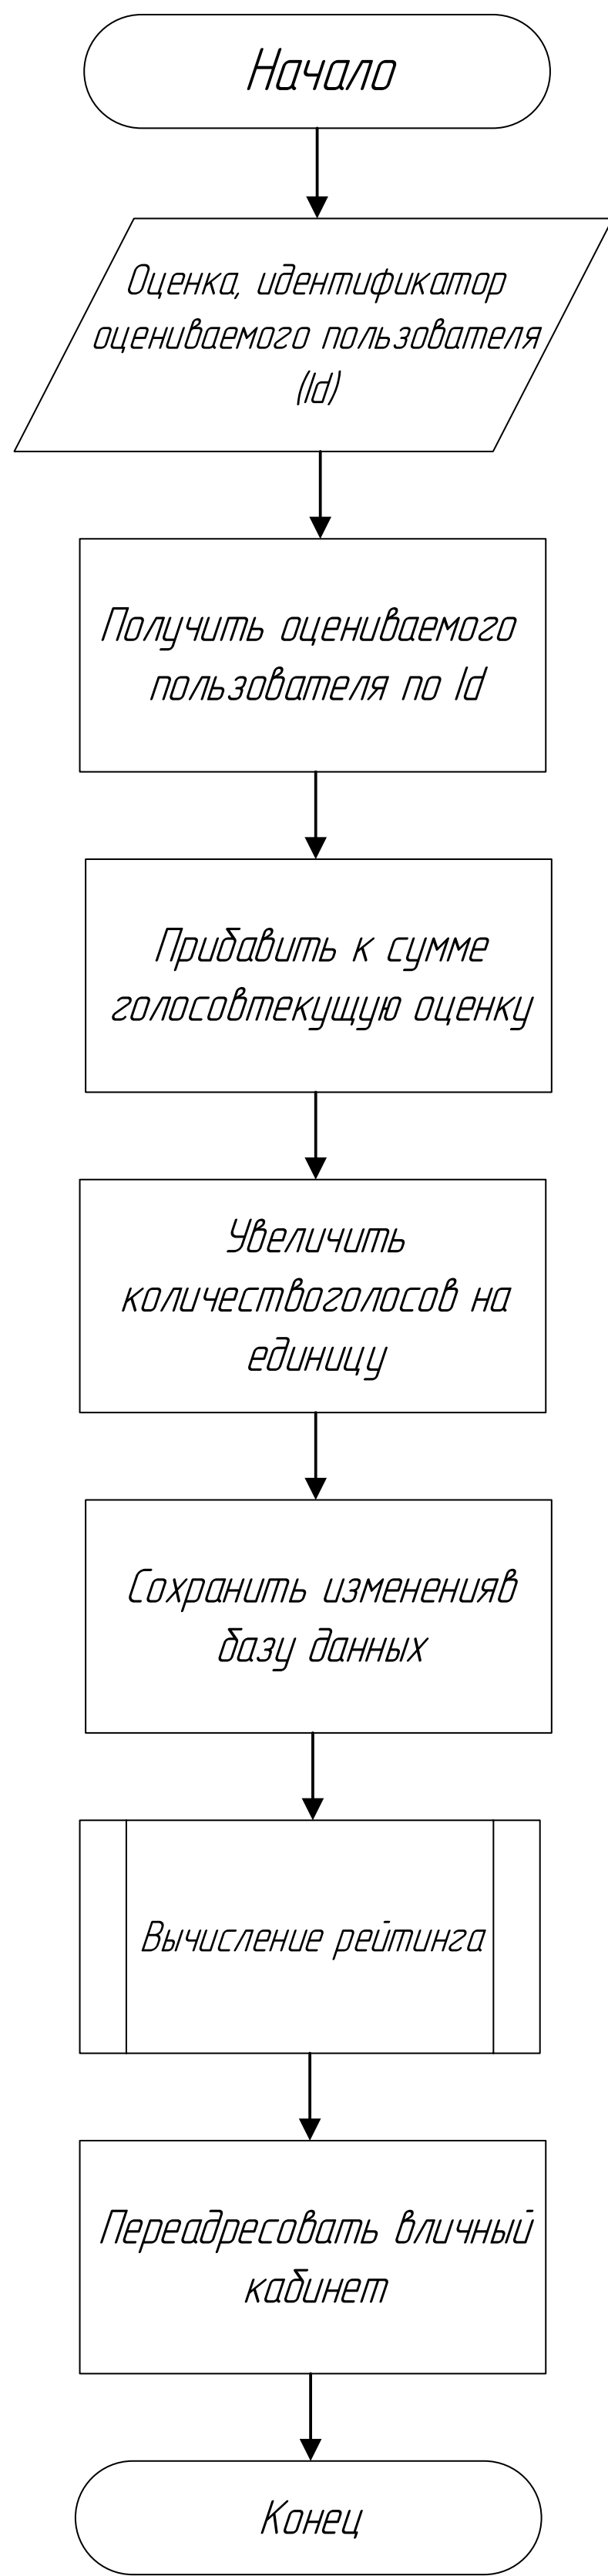 Начало
Оценка, идентификатор
оцениваемого пользователя
(Id)
Получить оцениваемого
пользователя по Id
Прибавить к сумме
голосовтекущую оценку
Увеличить
количествоголосов на
единицу
Сохранить измененияв
базу данных
Вычисление рейтинга
Переадресовать вличный
кабинет
Конец